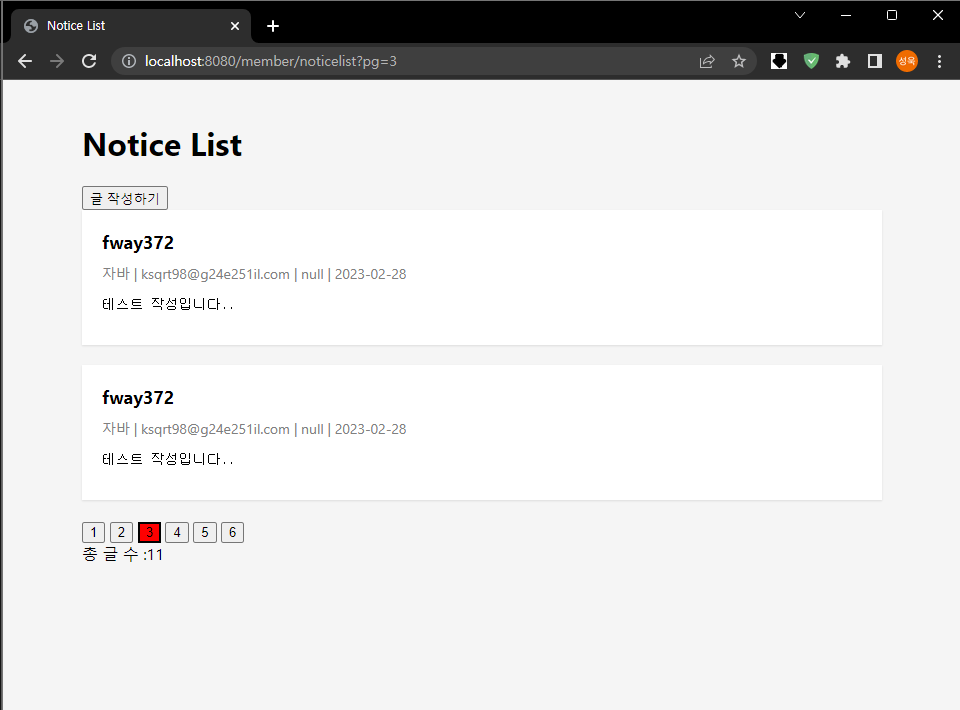 Notice List
localhost:8080/member/noticelist?pg=3
성욱
Notice List
글 작성하기
fway372
자바 | ksqrt98@g24e251il.com | null | 2023-02-28
테스트 작성입니다..
fway372
자바 | ksqrt98@g24e251il.com | null | 2023-02-28
테스트 작성입니다..
1 2 3 4 5 6
총 글 수 :11